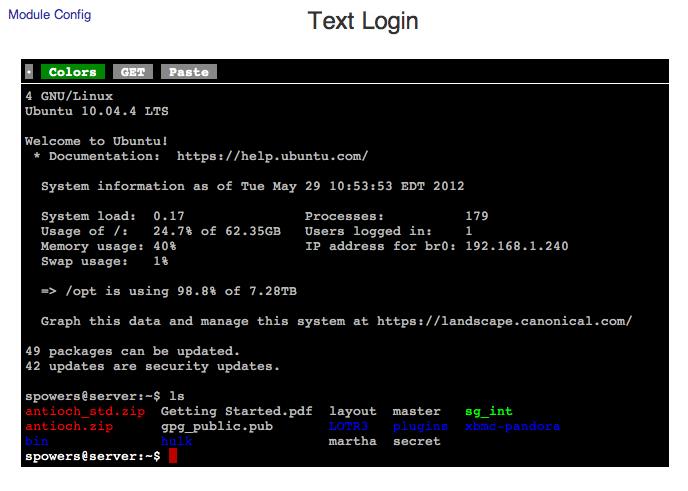 Module Config
Text Login
Colors GET Paste
4 GNU/Linux
Ubuntu 10.04.4 LTS
Welcome to Ubuntu!
* Documentation: https://help.ubuntu.com/
System information as of Tue May 29 10:53:53 EDT 2012
System load: 0.17 Processes: 179
Usage of /: 24.7% of 62.35GB Users logged in: 1
Memory usage: 40% IP address for br0: 192.168.1.240
Swap usage: 1%
=> /opt is using 98.8% of 7.28TB
Graph this data and manage this system at https://landscape.canonical.com/
49 packages can be updated.
42 updates are security updates.
spowers@server:~$ ls
antioch_std.zip Getting Started.pdf layout master sg_int
antioch.zip gpg_public.pub LOTR3 plugins xbmc-pandora
bin hulk martha secret
spowers@server:~$